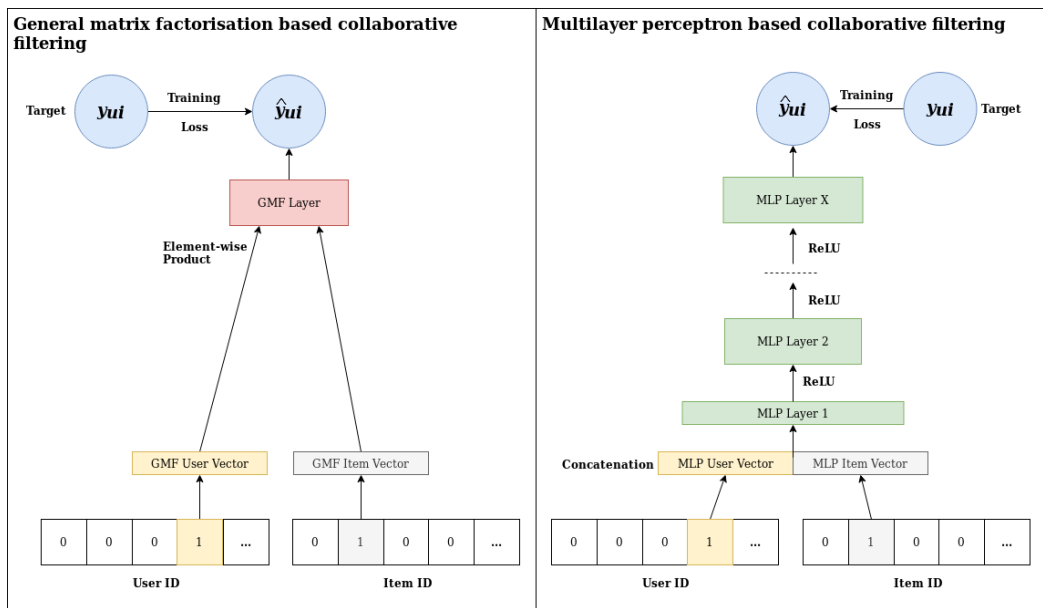 General matrix factorisation based collaborative
filtering
Target
yui
Training
Loss
ŷui
GMF Layer
Element-wise
Product
GMF User Vector
GMF Item Vector
0 0 0 1 ...
0 1 0 0 ...
User ID
Item ID
Multilayer perceptron based collaborative filtering
ŷui
Training
Loss
yui
Target
MLP Layer X
ReLU
ReLU
MLP Layer 2
ReLU
MLP Layer 1
Concatenation
MLP User Vector
MLP Item Vector
0 0 0 1 ...
0 1 0 0 ...
User ID
Item ID